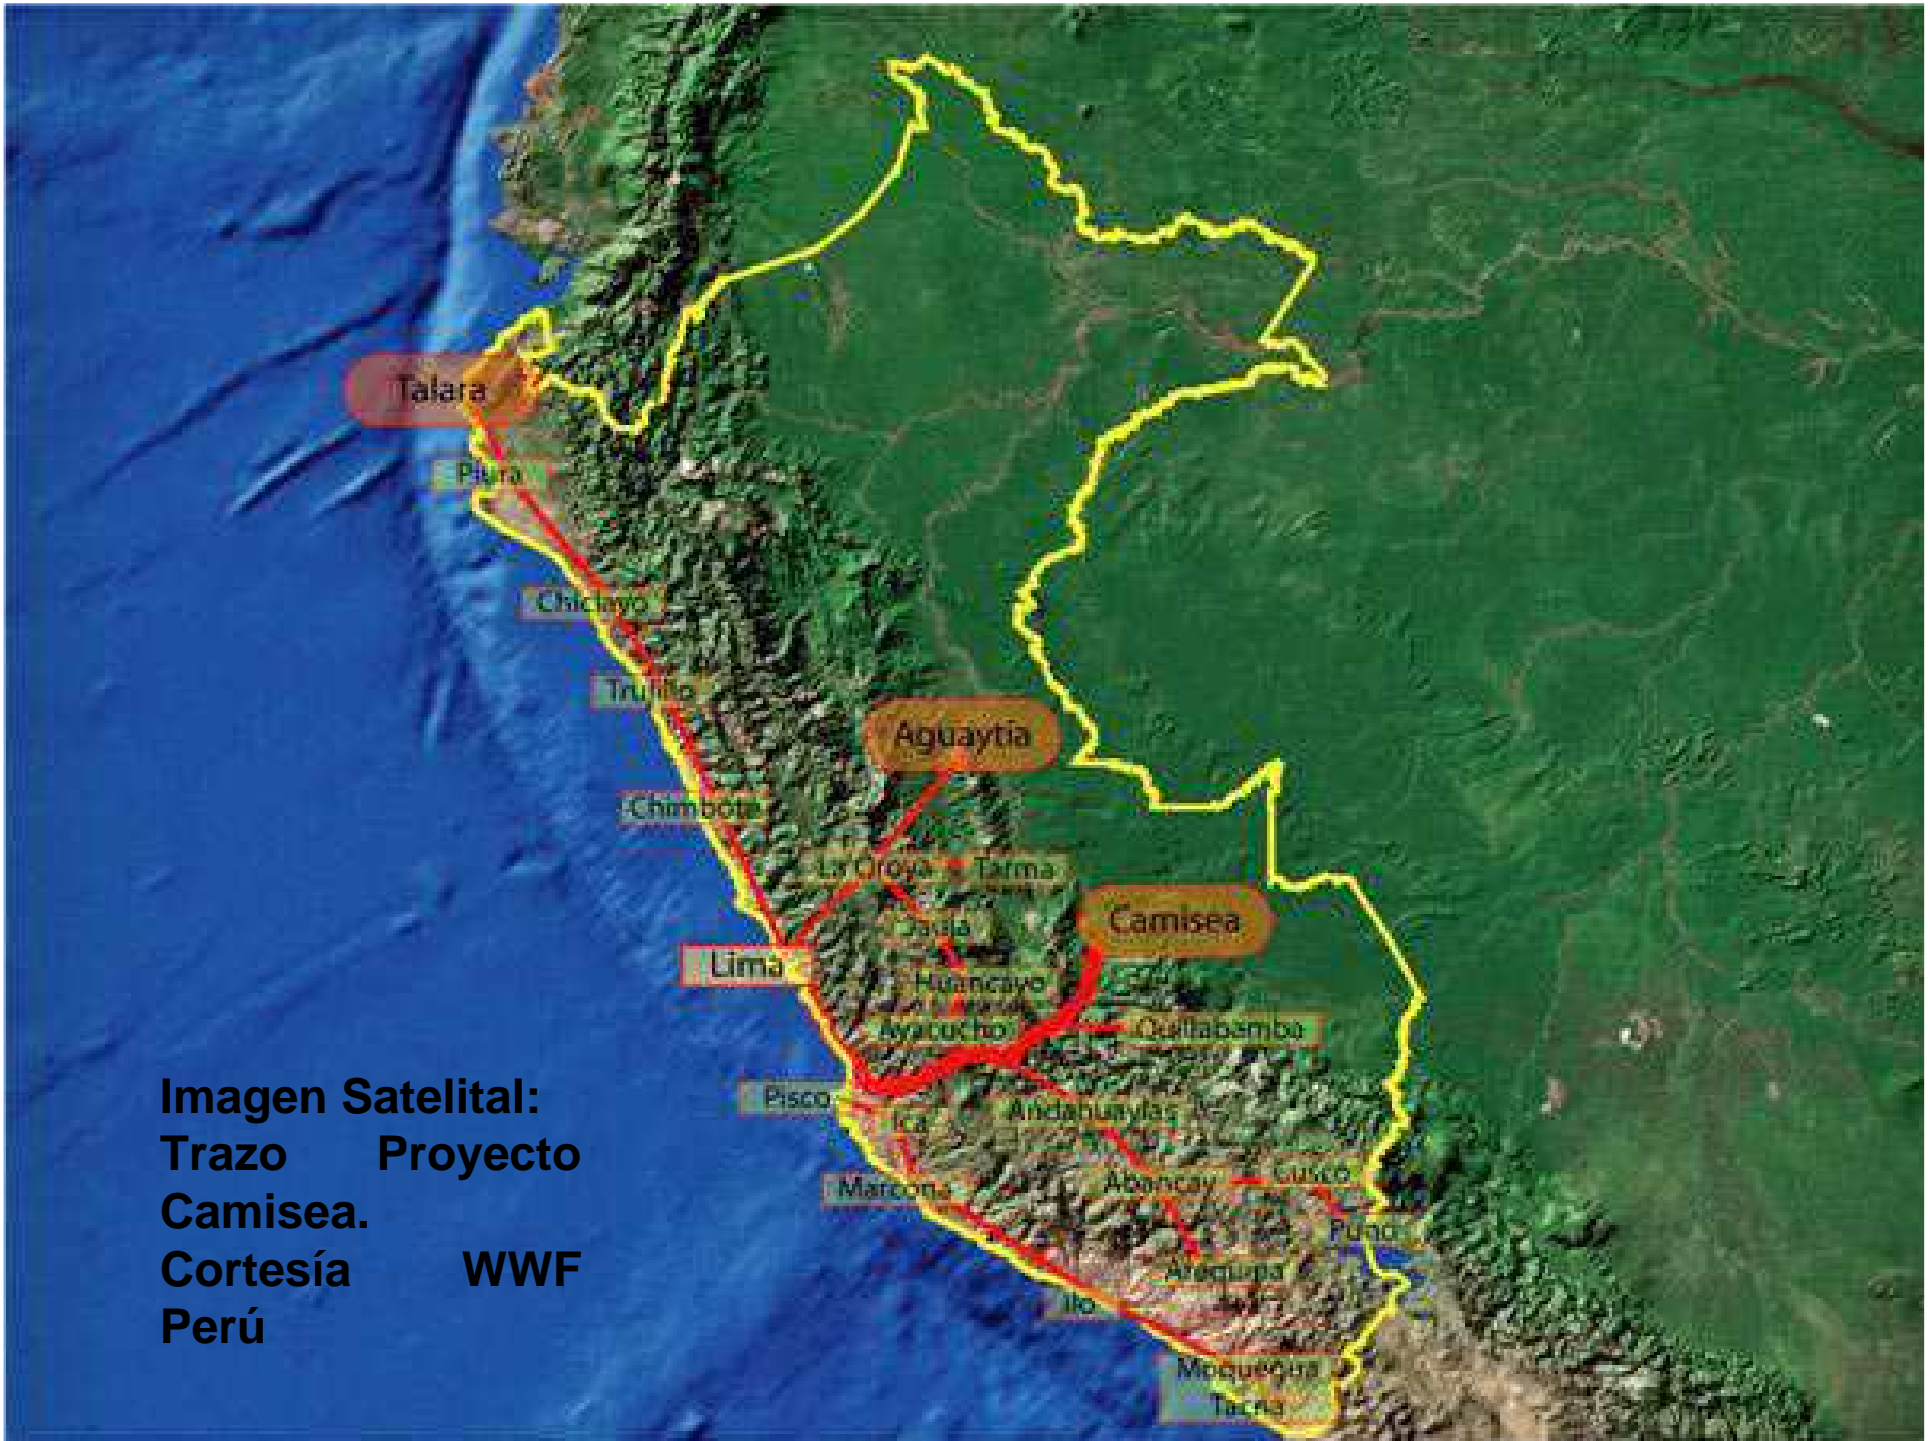 Talara
Piura
Chiclayo
Trujillo
Aguaytía
Chimbote
La Oroya
Tarma
Camisea
Lima
Huancayo
Ayacucho
Quillabamba
Pisco
Ica
Andahuaylas
Marcona
Abancay
Cusco
Puno
Arequipa
Ilo
Moquegua
Tacna
Imagen Satelital:
Trazo Proyecto
Camisea.
Cortesía WWF
Perú